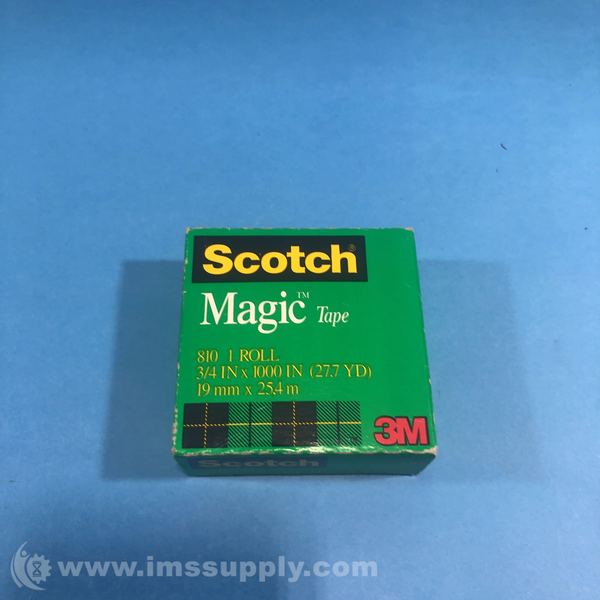 Scotch®
Magic™ Tape
810 1 ROLL
3/4 IN x 1000 IN (27.7 YD)
19 mm x 25.4 m
3M
Scotch
www.imssupply.com